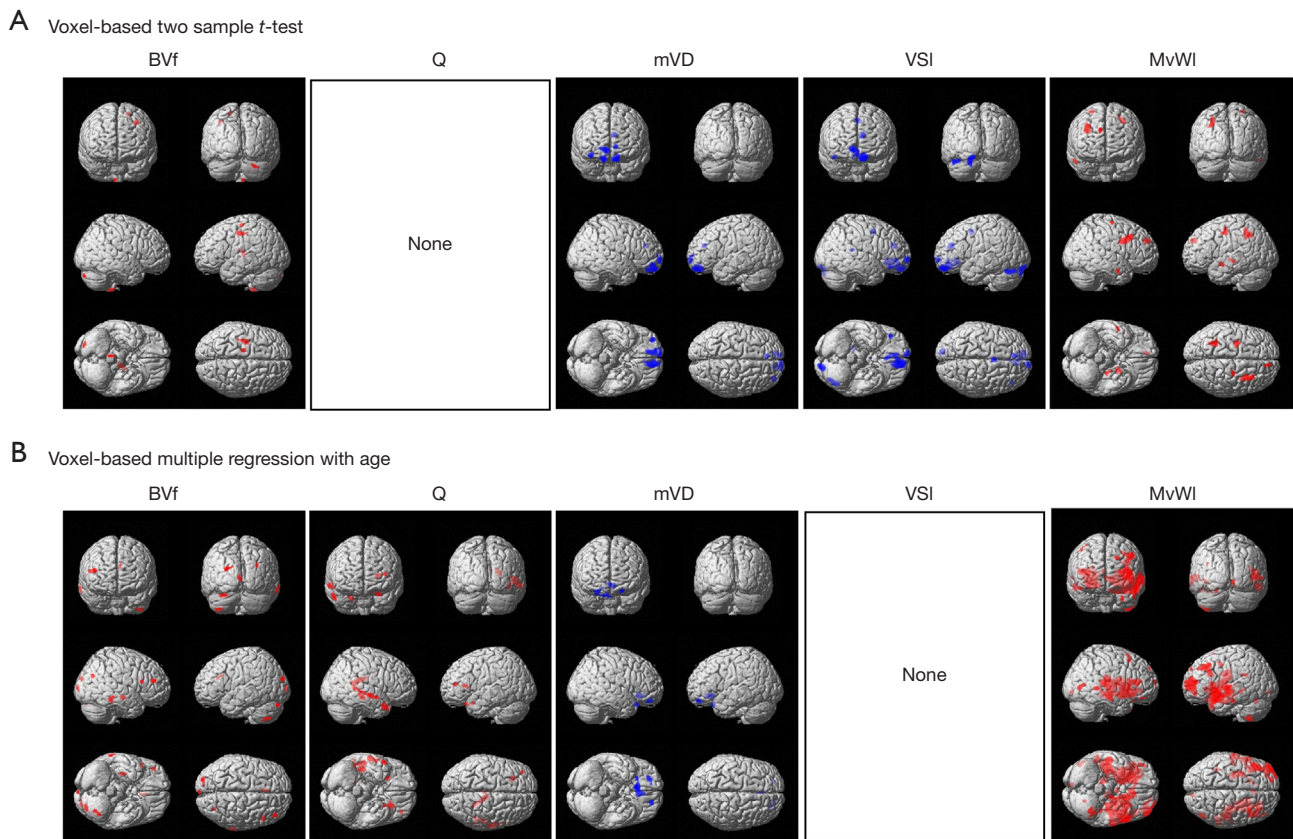 A Voxel-based two sample t-test
BVf Q mVD VSI MvWI
None
B Voxel-based multiple regression with age
BVf Q mVD VSI MvWI
None